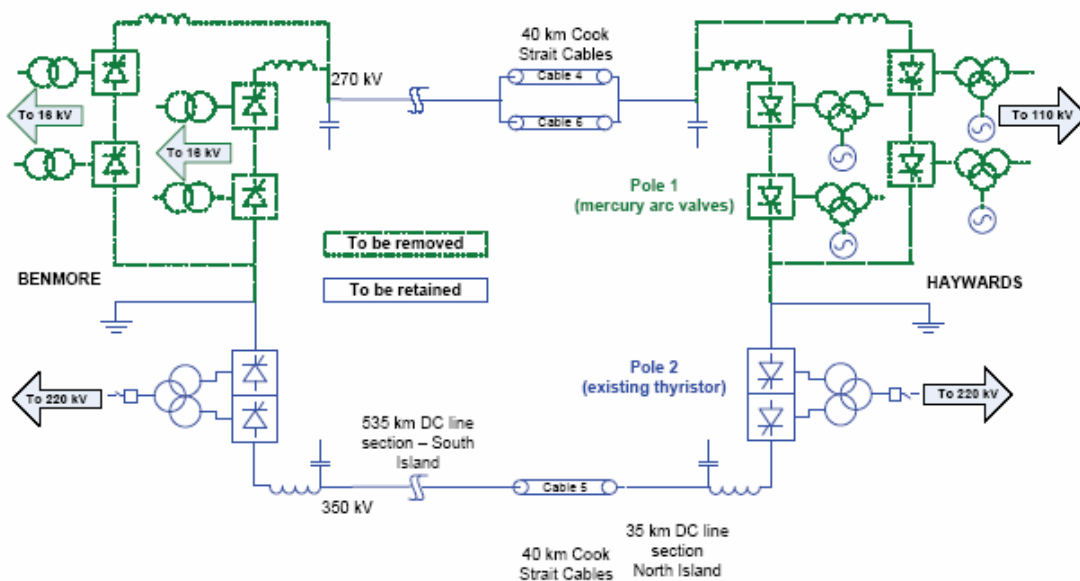 40 km Cook
Strait Cables
Cable 4
270 kV
Cable 6
To 16 kV
To 16 kV
To 110 kV
Pole 1
(mercury arc valves)
To be removed
BENMORE
To be retained
HAYWARDS
Pole 2
(existing thyristor)
To 220 kV
To 220 kV
535 km DC line
section – South
Island
350 kV
Cable 5
35 km DC line
section
North Island
40 km Cook
Strait Cables